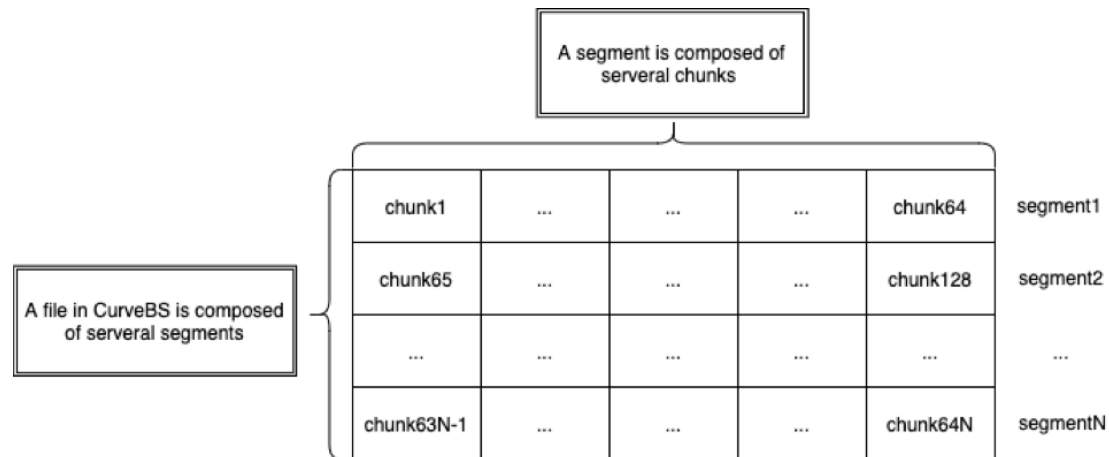 A segment is composed of
serveral chunks
chunk1 ... ... ... chunk64 segment1
A file in CurveBS is composed
of serveral segments
chunk65 ... ... ... chunk128 segment2
... ... ... ... ... ...
chunk63N-1 ... ... ... chunk64N segmentN